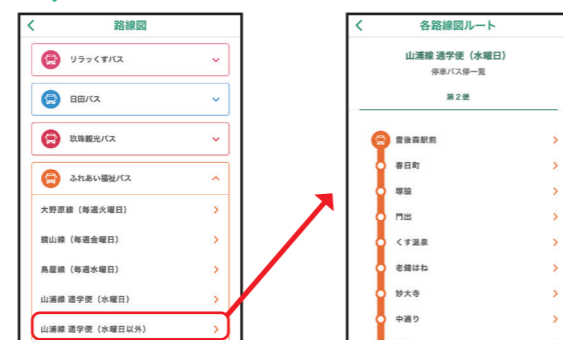 路線図
リラっくすバス
日田バス
玖珠観光バス
ふれあい福祉バス
大野原線（毎週火曜日）
鏡山線（毎週金曜日）
鳥屋線（毎週水曜日）
山浦線 通学便（水曜日）
山浦線 通学便（水曜日以外）
各路線図ルート
山浦線 通学便（水曜日）
停車バス停一覧
第2便
豊後森駅前
春日町
塚脇
門出
くす温泉
老健はね
妙大寺
中通り